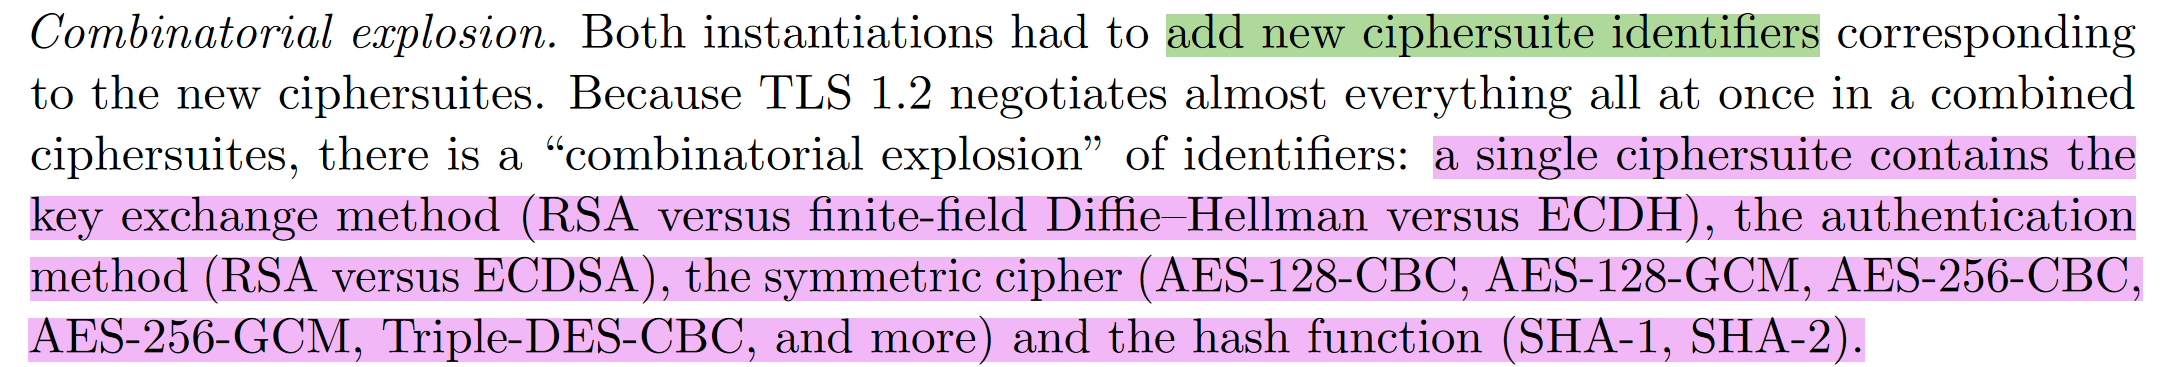 Combinatorial explosion. Both instantiations had to add new ciphersuite identifiers corresponding
to the new ciphersuites. Because TLS 1.2 negotiates almost everything all at once in a combined
ciphersuites, there is a “combinatorial explosion” of identifiers: a single ciphersuite contains the
key exchange method (RSA versus finite-field Diffie–Hellman versus ECDH), the authentication
method (RSA versus ECDSA), the symmetric cipher (AES-128-CBC, AES-128-GCM, AES-256-CBC,
AES-256-GCM, Triple-DES-CBC, and more) and the hash function (SHA-1, SHA-2).